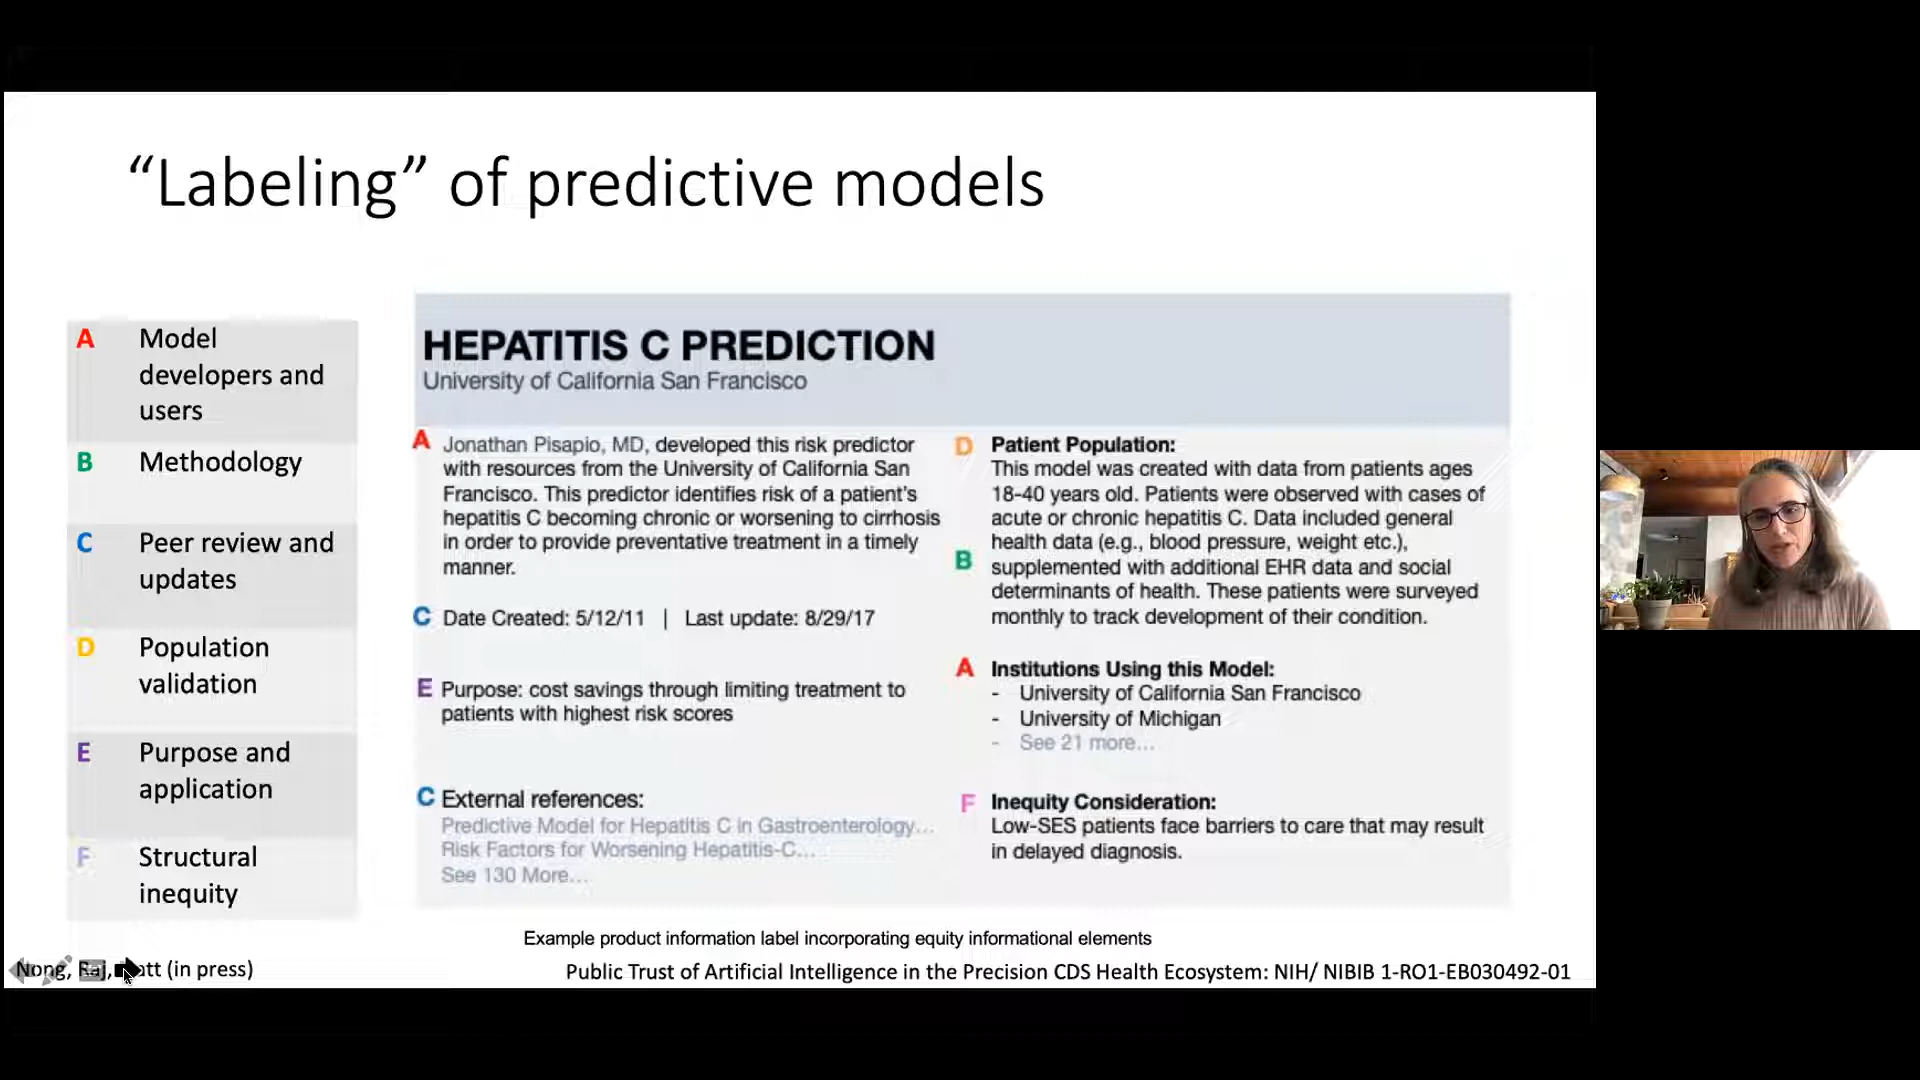 “Labeling” of predictive models
A Model
developers and
users
B Methodology
C Peer review and
updates
D Population
validation
E Purpose and
application
F Structural
inequity
HEPATITIS C PREDICTION
University of California San Francisco
A Jonathan Pisapio, MD, developed this risk predictor
with resources from the University of California San
Francisco. This predictor identifies risk of a patient's
hepatitis C becoming chronic or worsening to cirrhosis
in order to provide preventative treatment in a timely
manner.
C Date Created: 5/12/11 | Last update: 8/29/17
E Purpose: cost savings through limiting treatment to
patients with highest risk scores
C External references:
Predictive Model for Hepatitis C in Gastroenterology...
Risk Factors for Worsening Hepatitis-C...
See 130 More...
D Patient Population:
This model was created with data from patients ages
18-40 years old. Patients were observed with cases of
acute or chronic hepatitis C. Data included general
health data (e.g., blood pressure, weight etc.),
B supplemented with additional EHR data and social
determinants of health. These patients were surveyed
monthly to track development of their condition.
A Institutions Using this Model:
- University of California San Francisco
- University of Michigan
- See 21 more...
F Inequity Consideration:
Low-SES patients face barriers to care that may result
in delayed diagnosis.
Example product information label incorporating equity informational elements
Nong, Raj, (in press)
Public Trust of Artificial Intelligence in the Precision CDS Health Ecosystem: NIH/ NIBIB 1-RO1-EB030492-01